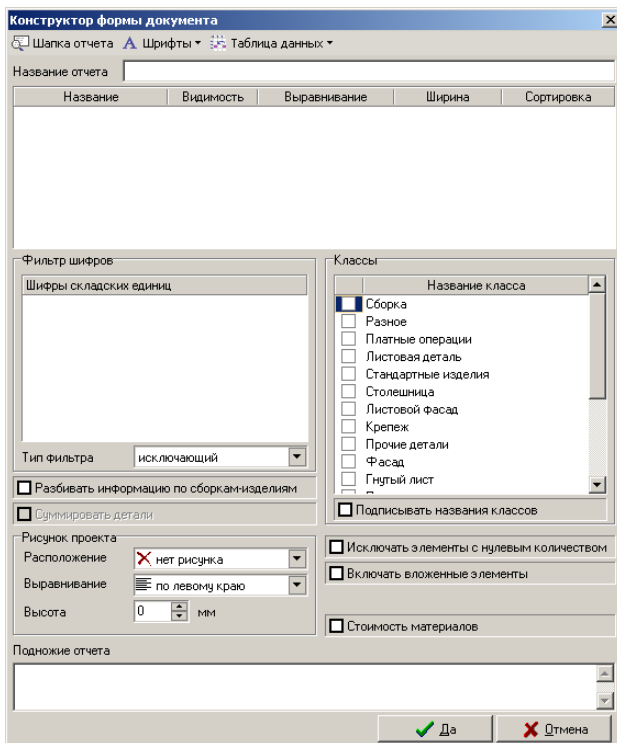 Конструктор формы документа
Шапка отчета Шрифты Таблица данных
Название отчета
Название Видимость Выравнивание Ширина Сортировка
Фильтр шифров
Шифры складских единиц
Тип фильтра исключающий
Разбивать информацию по сборкам-изделиям
Суммировать детали
Классы
Название класса
Сборка
Разное
Платные операции
Листовая деталь
Стандартные изделия
Столешница
Листовой фасад
Крепеж
Прочие детали
Фасад
Гнутый лист
Подписывать названия классов
Рисунок проекта
Расположение нет рисунка
Выравнивание по левому краю
Высота 0 мм
Исключать элементы с нулевым количеством
Включать вложенные элементы
Стоимость материалов
Подножие отчета
Да Отмена